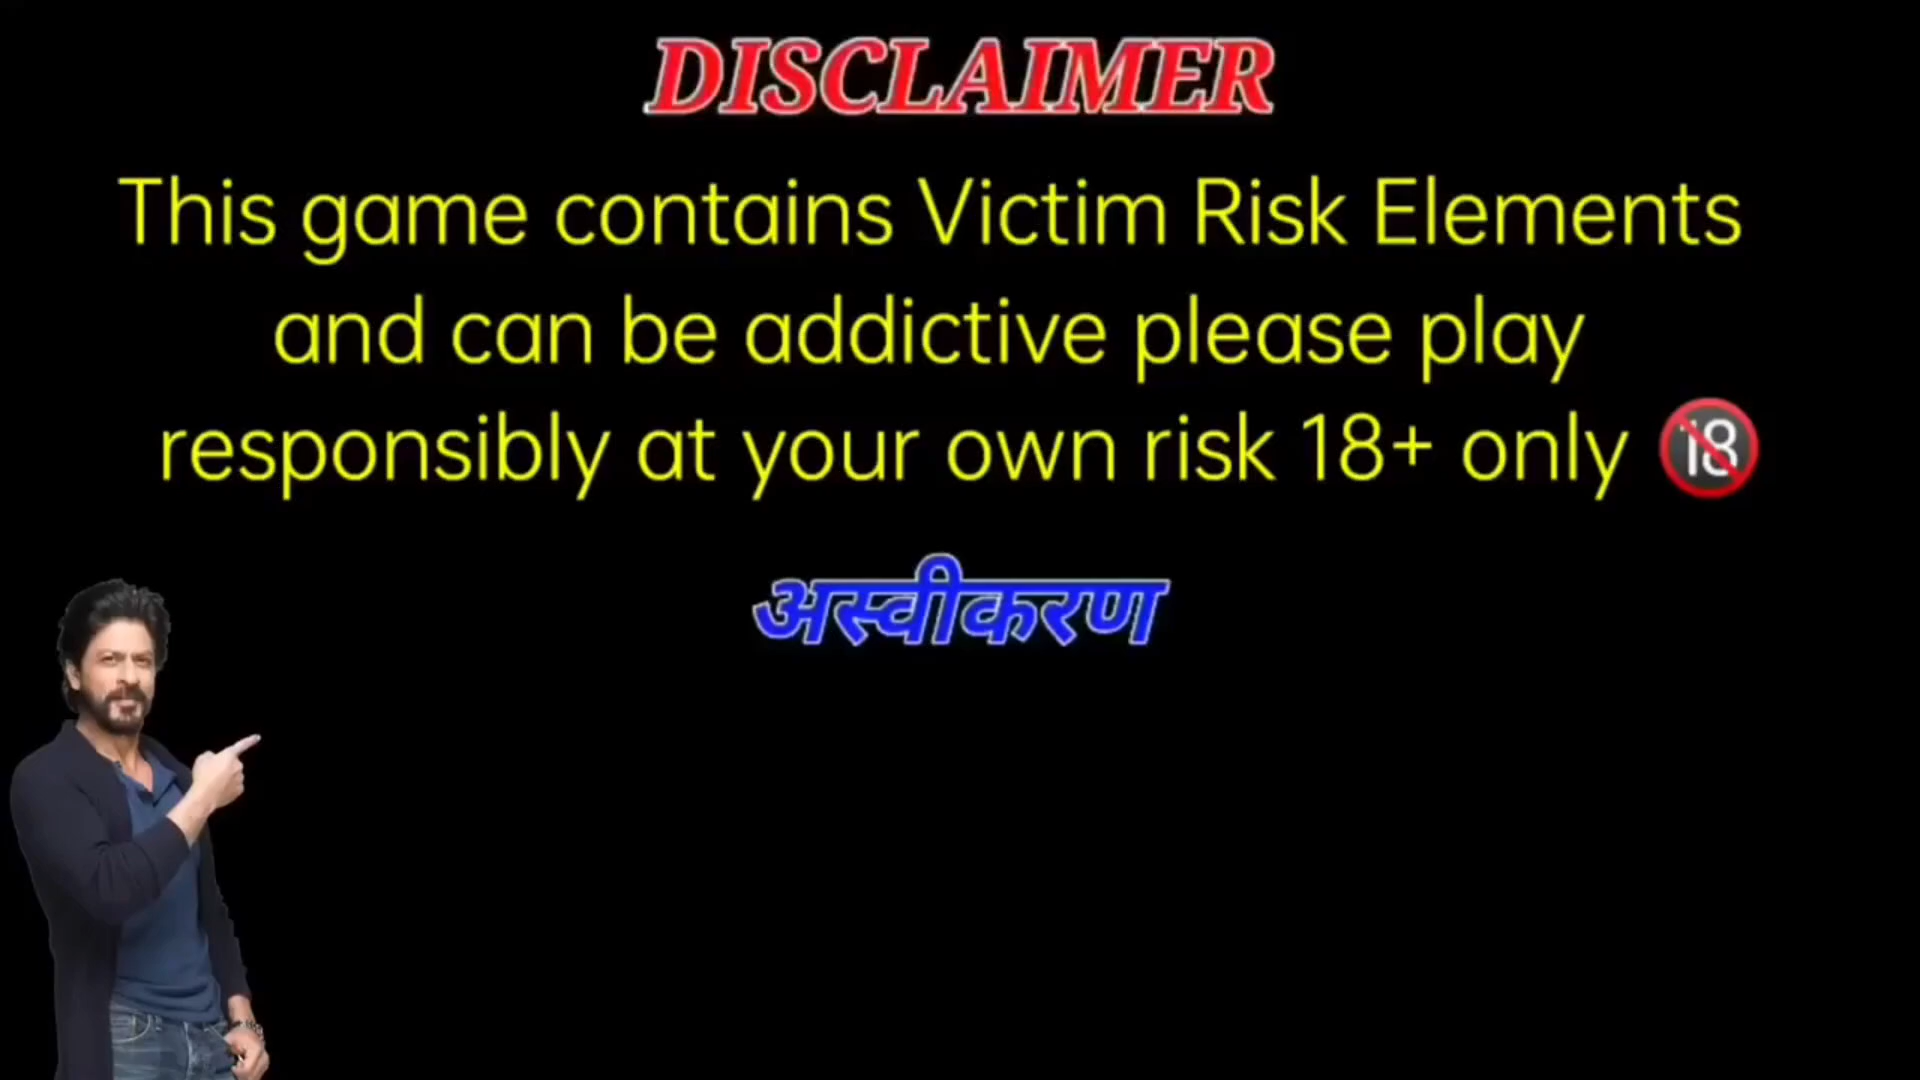 DISCLAIMER
This game contains Victim Risk Elements
and can be addictive please play
responsibly at your own risk 18+ only 🔞
अस्वीकरण